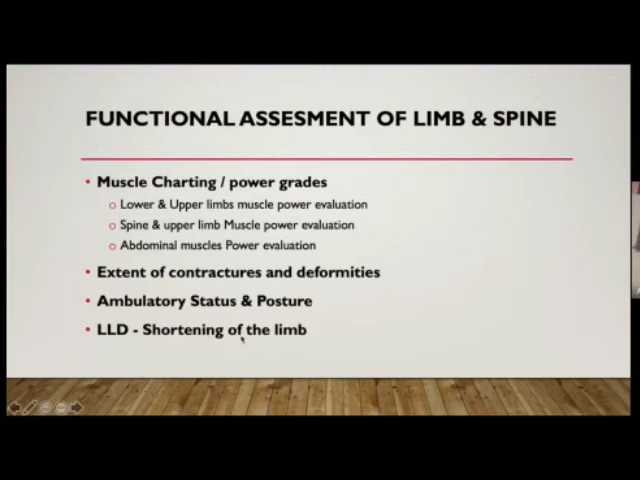 FUNCTIONAL ASSESMENT OF LIMB & SPINE
• Muscle Charting / power grades
o Lower & Upper limbs muscle power evaluation
o Spine & upper limb Muscle power evaluation
o Abdominal muscles Power evaluation
• Extent of contractures and deformities
• Ambulatory Status & Posture
• LLD - Shortening of the limb